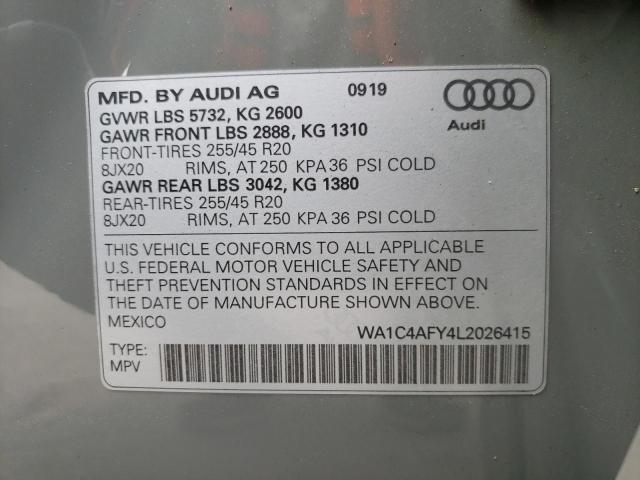 MFD. BY AUDI AG 0919
GVWR LBS 5732, KG 2600
GAWR FRONT LBS 2888, KG 1310
FRONT-TIRES 255/45 R20
8JX20 RIMS, AT 250 KPA 36 PSI COLD
GAWR REAR LBS 3042, KG 1380
REAR-TIRES 255/45 R20
8JX20 RIMS, AT 250 KPA 36 PSI COLD
Audi
THIS VEHICLE CONFORMS TO ALL APPLICABLE
U.S. FEDERAL MOTOR VEHICLE SAFETY AND
THEFT PREVENTION STANDARDS IN EFFECT ON
THE DATE OF MANUFACTURE SHOWN ABOVE.
MEXICO
WA1C4AFY4L2026415
TYPE:
MPV